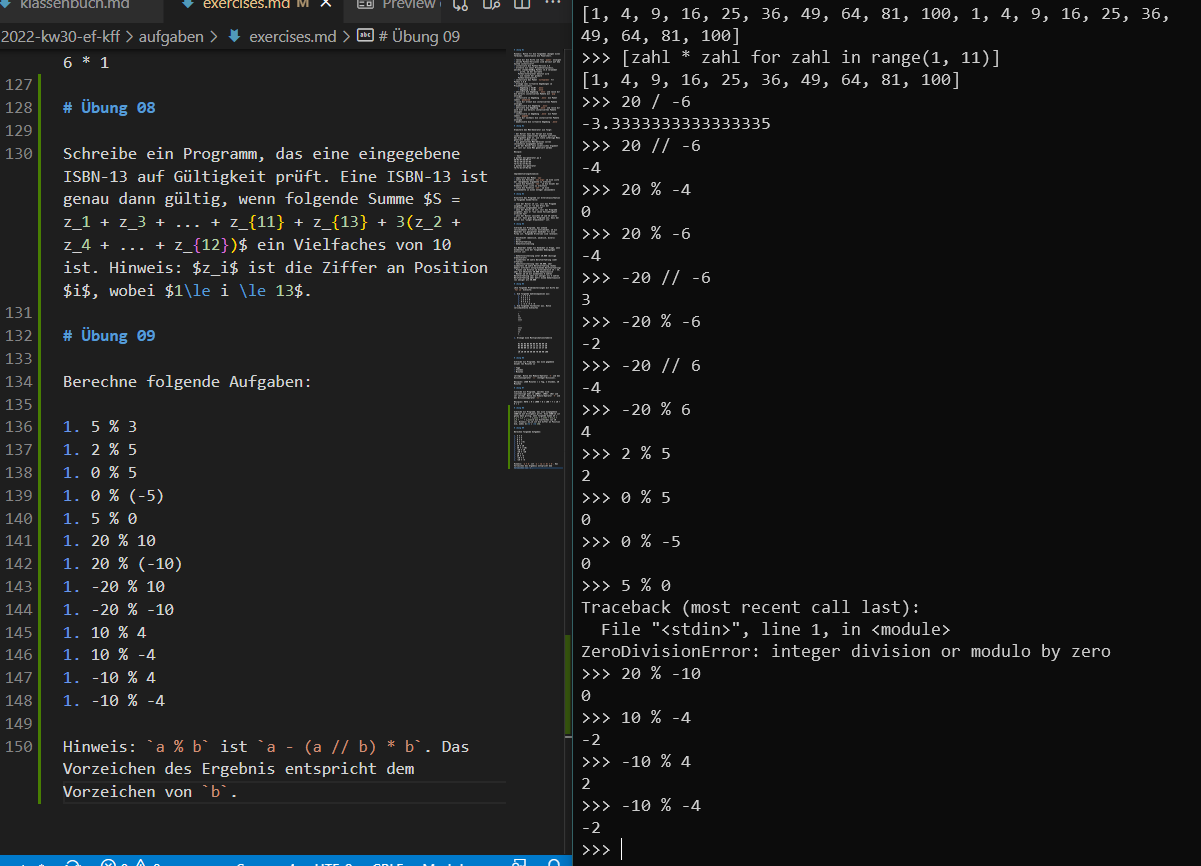 klassenbuch.md
exercises.md M
Preview
2022-kw30-ef-kff > aufgaben > exercises.md > # Übung 09
6 * 1
127
128 # Übung 08
129
130 Schreibe ein Programm, das eine eingegebene
ISBN-13 auf Gültigkeit prüft. Eine ISBN-13 ist
genau dann gültig, wenn folgende Summe $S =
z_1 + z_3 + ... + z_{11} + z_{13} + 3(z_2 +
z_4 + ... + z_{12})$ ein Vielfaches von 10
ist. Hinweis: $z_i$ ist die Ziffer an Position
$i$, wobei $1\le i \le 13$.
131
132 # Übung 09
133
134 Berechne folgende Aufgaben:
135
136 1. 5 % 3
137 1. 2 % 5
138 1. 0 % 5
139 1. 0 % (-5)
140 1. 5 % 0
141 1. 20 % 10
142 1. 20 % (-10)
143 1. -20 % 10
144 1. -20 % -10
145 1. 10 % 4
146 1. 10 % -4
147 1. -10 % 4
148 1. -10 % -4
149
150 Hinweis: `a % b` ist `a - (a // b) * b`. Das
Vorzeichen des Ergebnis entspricht dem
Vorzeichen von `b`.
[1, 4, 9, 16, 25, 36, 49, 64, 81, 100, 1, 4, 9, 16, 25, 36,
49, 64, 81, 100]
>>> [zahl * zahl for zahl in range(1, 11)]
[1, 4, 9, 16, 25, 36, 49, 64, 81, 100]
>>> 20 / -6
-3.3333333333333335
>>> 20 // -6
-4
>>> 20 % -4
0
>>> 20 % -6
-4
>>> -20 // -6
3
>>> -20 % -6
-2
>>> -20 // 6
-4
>>> -20 % 6
4
>>> 2 % 5
2
>>> 0 % 5
0
>>> 0 % -5
0
>>> 5 % 0
Traceback (most recent call last):
File "<stdin>", line 1, in <module>
ZeroDivisionError: integer division or modulo by zero
>>> 20 % -10
0
>>> 10 % -4
-2
>>> -10 % 4
2
>>> -10 % -4
-2
>>>